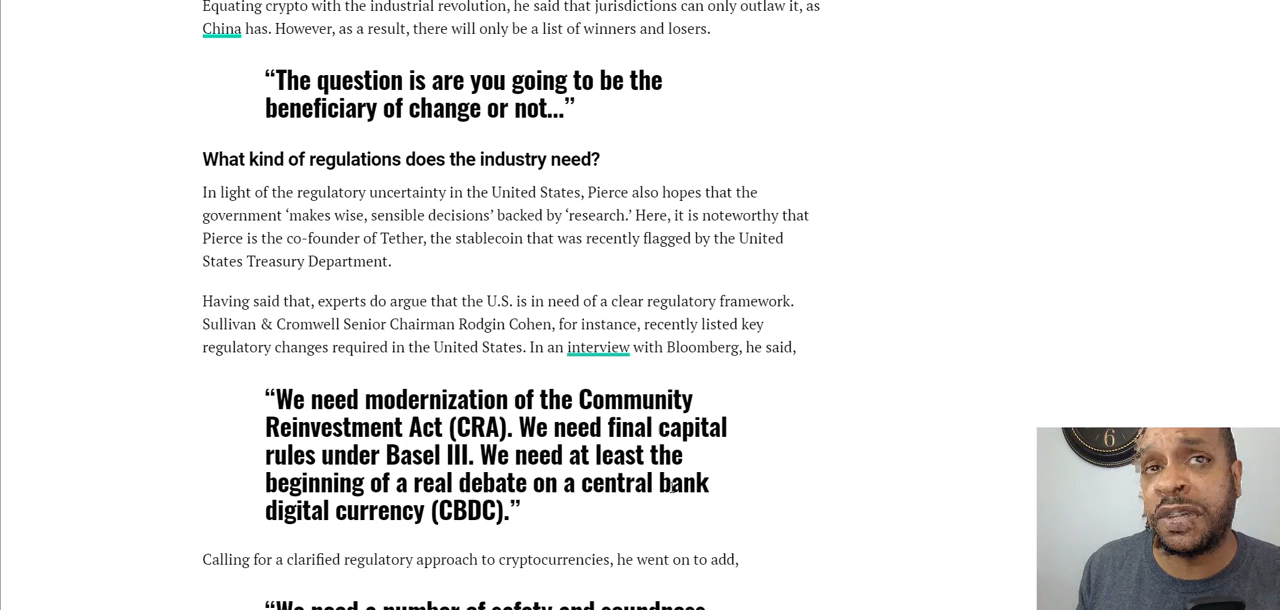 Equating crypto with the industrial revolution, he said that jurisdictions can only outlaw it, as
China has. However, as a result, there will only be a list of winners and losers.
“The question is are you going to be the
beneficiary of change or not...”
What kind of regulations does the industry need?
In light of the regulatory uncertainty in the United States, Pierce also hopes that the
government ‘makes wise, sensible decisions’ backed by ‘research.’ Here, it is noteworthy that
Pierce is the co-founder of Tether, the stablecoin that was recently flagged by the United
States Treasury Department.
Having said that, experts do argue that the U.S. is in need of a clear regulatory framework.
Sullivan & Cromwell Senior Chairman Rodgin Cohen, for instance, recently listed key
regulatory changes required in the United States. In an interview with Bloomberg, he said,
“We need modernization of the Community
Reinvestment Act (CRA). We need final capital
rules under Basel III. We need at least the
beginning of a real debate on a central bank
digital currency (CBDC).”
Calling for a clarified regulatory approach to cryptocurrencies, he went on to add,
“We need a number of safety and soundness
6